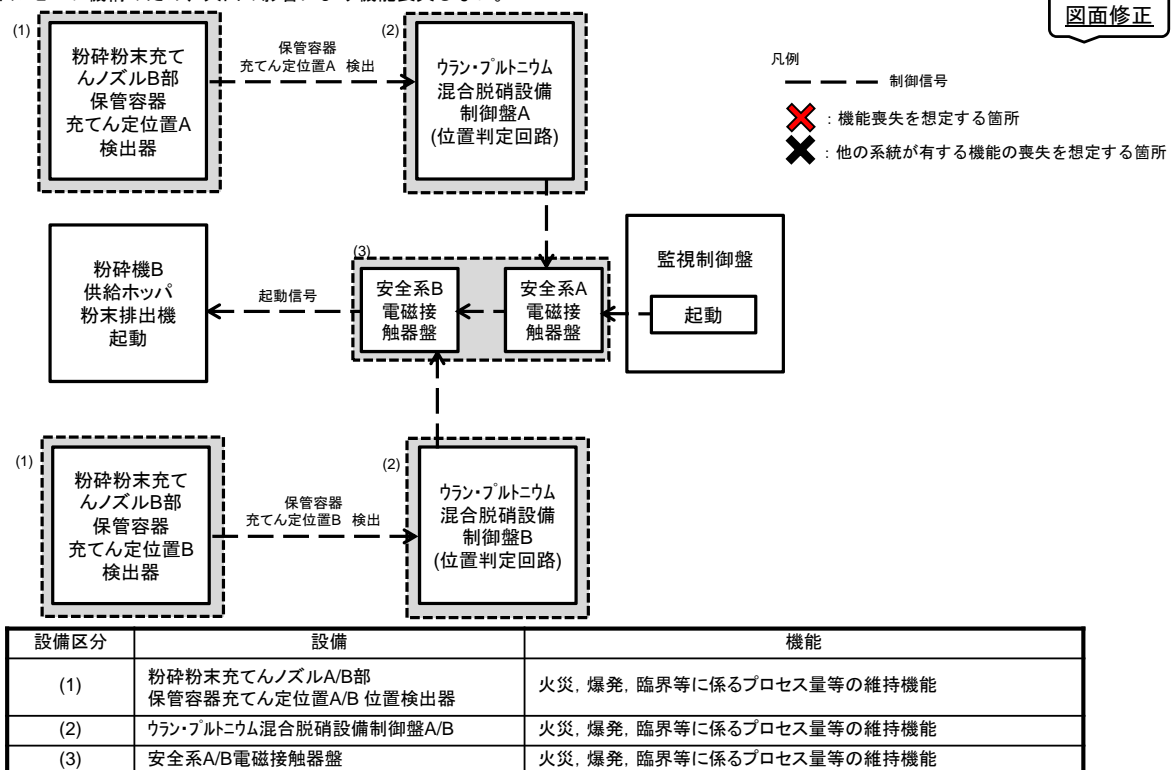 図面修正
(1)
粉砕粉末充て
んノズルB部
保管容器
充てん定位置A
検出器
保管容器
充てん定位置A 検出
(2)
ウラン・プルトニウム
混合脱硝設備
制御盤A
(位置判定回路)
凡例
制御信号
：機能喪失を想定する箇所
：他の系統が有する機能の喪失を想定する箇所
粉砕機B
供給ホッパ
粉末排出機
起動
起動信号
(3)
安全系B
電磁接
触器盤
安全系A
電磁接
触器盤
監視制御盤
起動
(1)
粉砕粉末充て
んノズルB部
保管容器
充てん定位置B
検出器
保管容器
充てん定位置B 検出
(2)
ウラン・プルトニウム
混合脱硝設備
制御盤B
(位置判定回路)
設備区分 設備 機能
(1) 粉砕粉末充てんノズルA/B部
保管容器充てん定位置A/B 位置検出器 火災，爆発，臨界等に係るプロセス量等の維持機能
(2) ウラン・プルトニウム混合脱硝設備制御盤A/B 火災，爆発，臨界等に係るプロセス量等の維持機能
(3) 安全系A/B電磁接触器盤 火災，爆発，臨界等に係るプロセス量等の維持機能